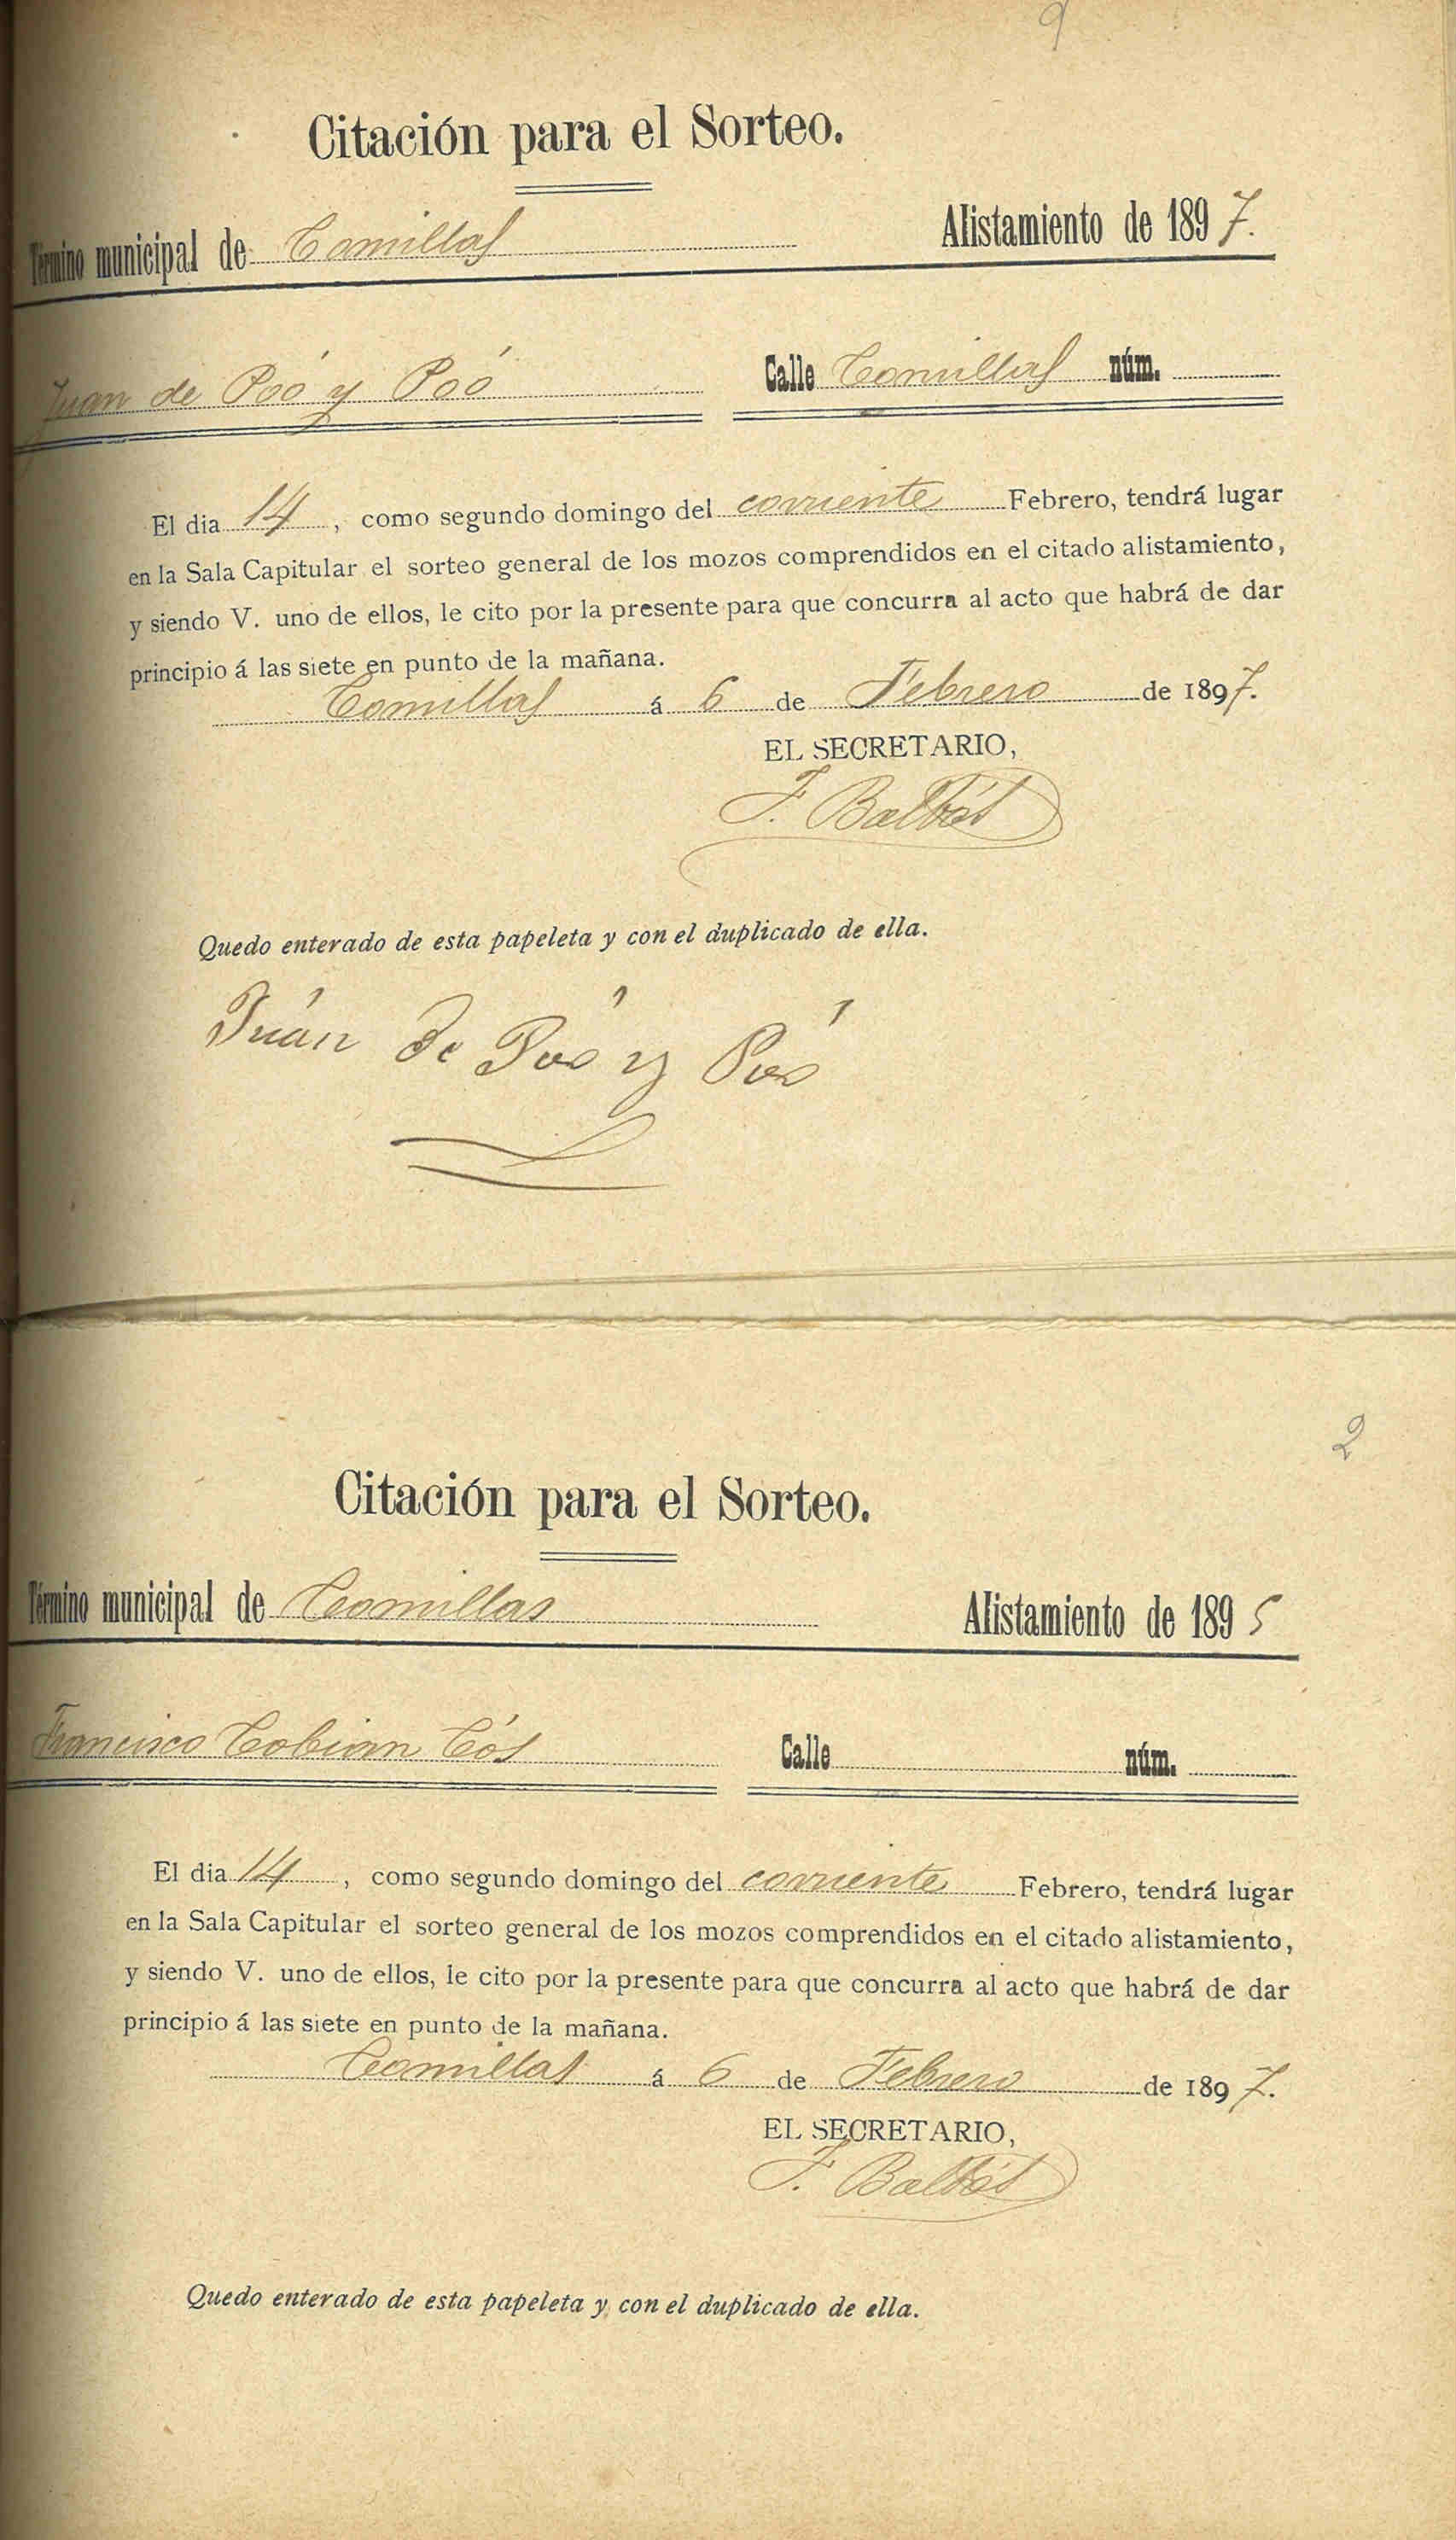 9
Citación para el Sorteo.
Término municipal de Comillas Alistamiento de 1897.
Juan de Poó y Poó Calle Comillas núm.
El dia 14, como segundo domingo del corriente Febrero, tendrá lugar
en la Sala Capitular el sorteo general de los mozos comprendidos en el citado alistamiento,
y siendo V. uno de ellos, le cito por la presente para que concurra al acto que habrá de dar
principio á las siete en punto de la mañana.
Comillas á 6 de Febrero de 1897.
EL SECRETARIO,
F. Balbás
Quedo enterado de esta papeleta y con el duplicado de ella.
Juán de Poó y Poó
2
Citación para el Sorteo.
Término municipal de Comillas Alistamiento de 1895
Francisco Cobian Cós Calle núm.
El dia 14, como segundo domingo del corriente Febrero, tendrá lugar
en la Sala Capitular el sorteo general de los mozos comprendidos en el citado alistamiento,
y siendo V. uno de ellos, le cito por la presente para que concurra al acto que habrá de dar
principio á las siete en punto de la mañana.
Comillas á 6 de Febrero de 1897.
EL SECRETARIO,
F. Balbás
Quedo enterado de esta papeleta y con el duplicado de ella.